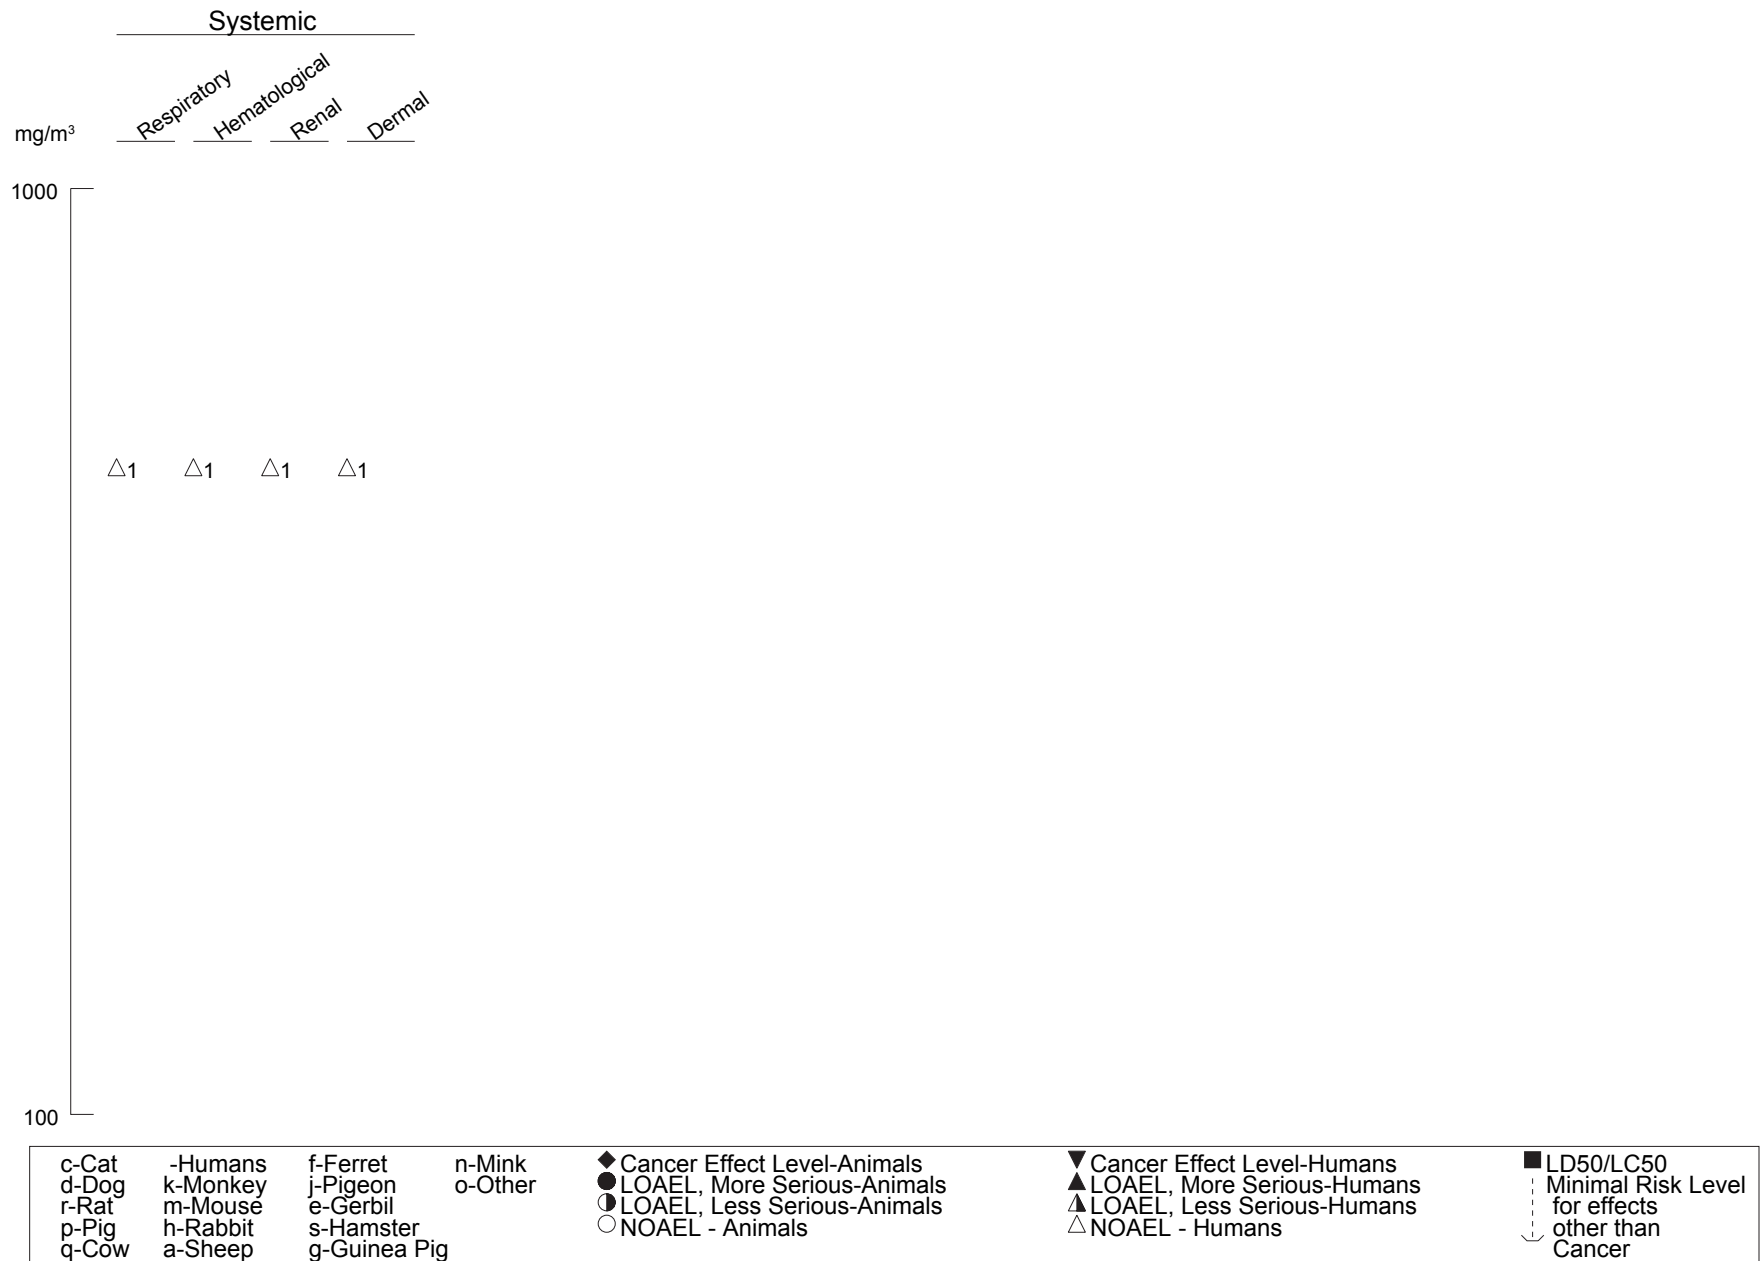 Systemic
Respiratory Hematological Renal Dermal
mg/m³
1000
△1 △1 △1 △1
100
c-Cat -Humans f-Ferret n-Mink ◆ Cancer Effect Level-Animals ▼ Cancer Effect Level-Humans ■ LD50/LC50
d-Dog k-Monkey j-Pigeon o-Other ● LOAEL, More Serious-Animals ▲ LOAEL, More Serious-Humans Minimal Risk Level
r-Rat m-Mouse e-Gerbil ◑ LOAEL, Less Serious-Animals ◮ LOAEL, Less Serious-Humans for effects
p-Pig h-Rabbit s-Hamster ○ NOAEL - Animals △ NOAEL - Humans other than
q-Cow a-Sheep g-Guinea Pig Cancer